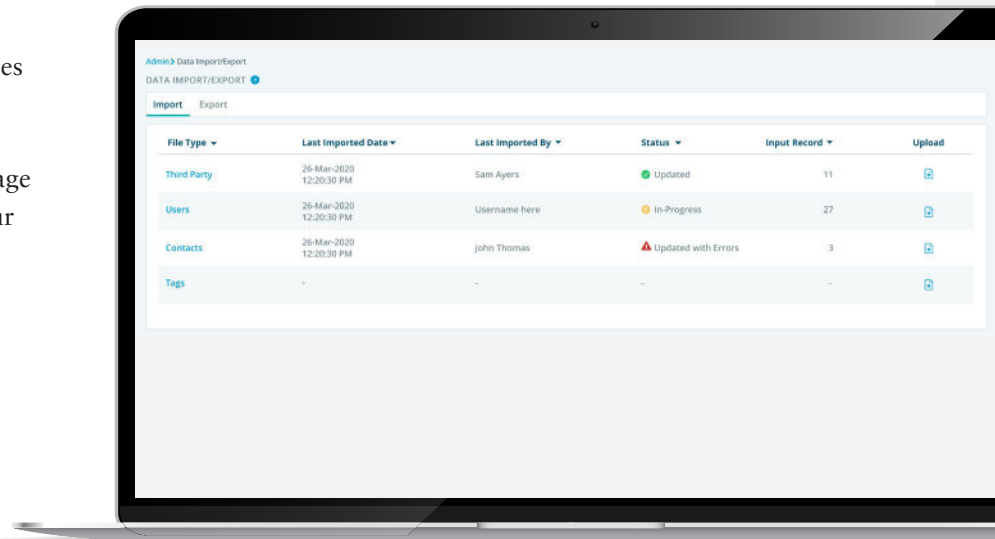 es
age
ur
Admin > Data Import/Export
DATA IMPORT/EXPORT ?
Import Export
File Type Last Imported Date Last Imported By Status Input Record Upload
Third Party 26-Mar-2020 12:20:30 PM Sam Ayers Updated 11
Users 26-Mar-2020 12:20:30 PM Username here In-Progress 27
Contacts 26-Mar-2020 12:20:30 PM John Thomas Updated with Errors 3
Tags - - - -